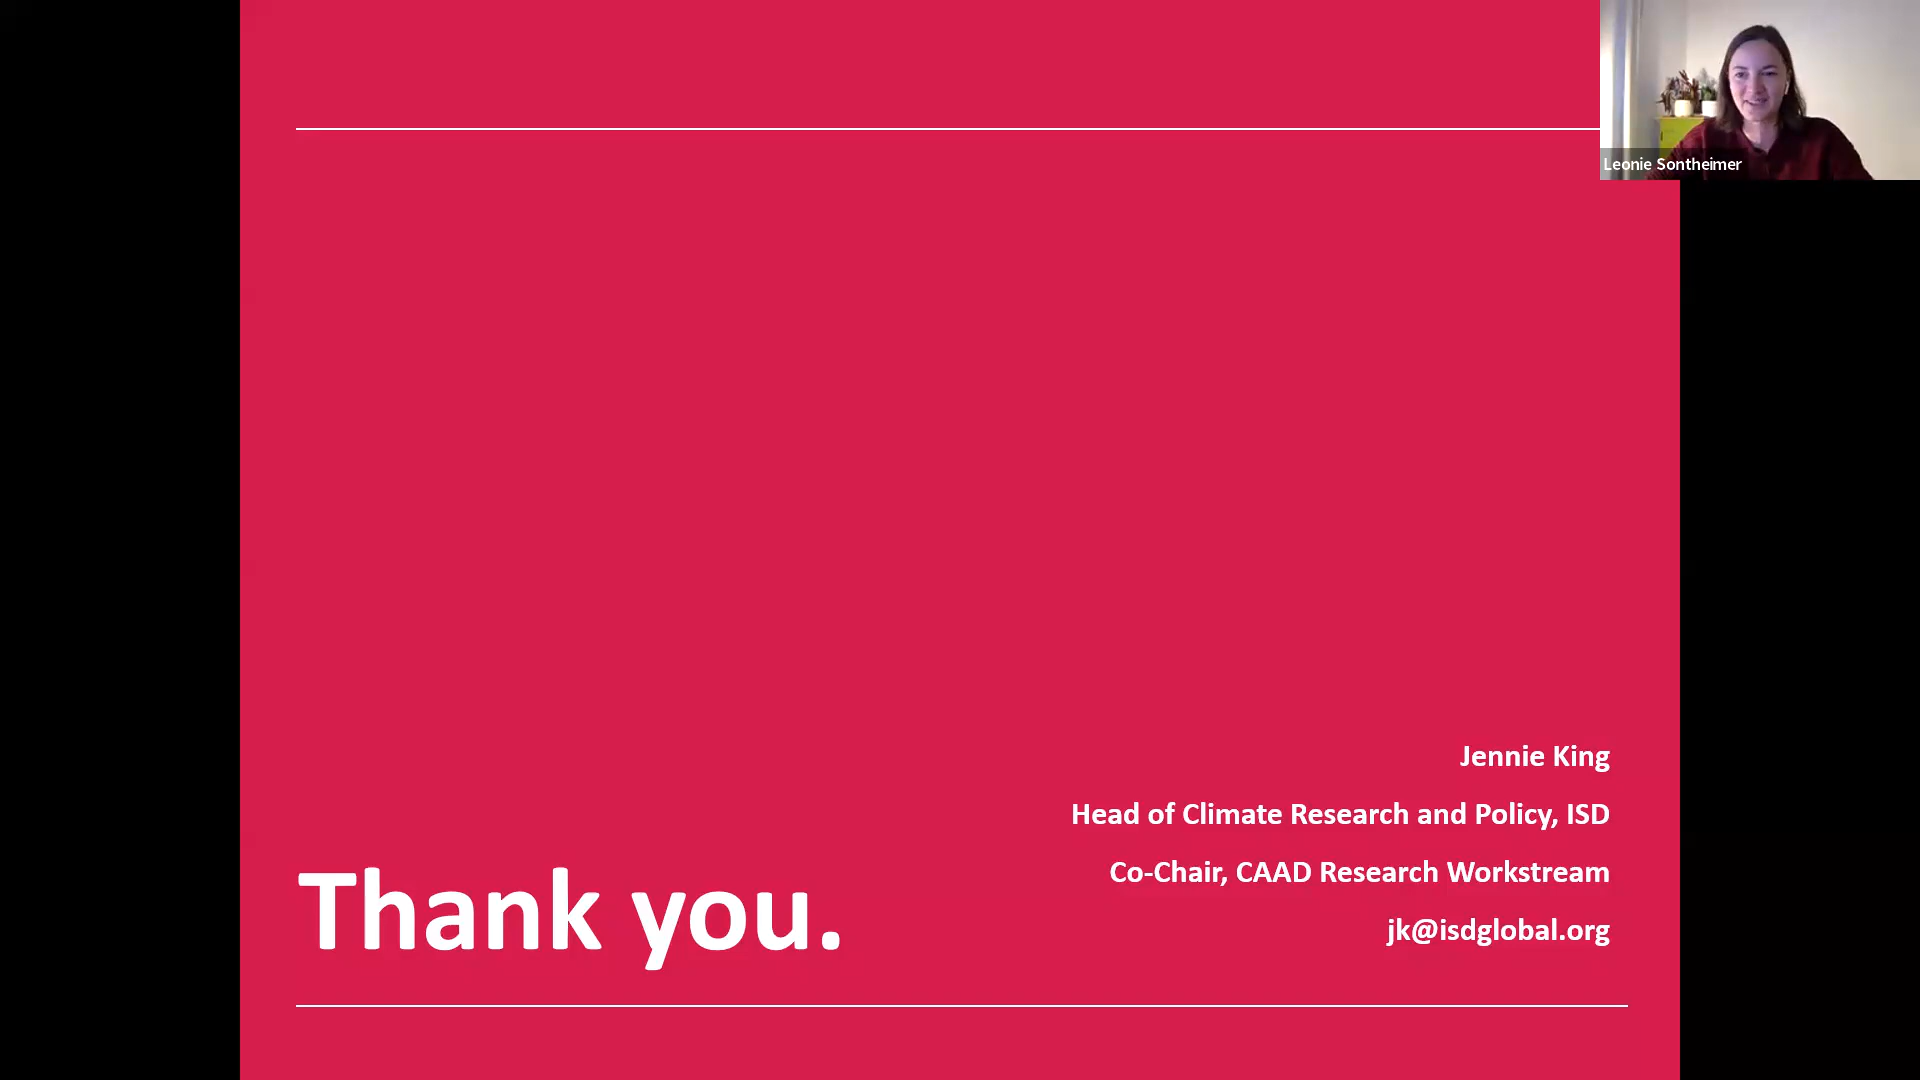 Leonie Sontheimer
Jennie King
Head of Climate Research and Policy, ISD
Co-Chair, CAAD Research Workstream
jk@isdglobal.org
Thank you.